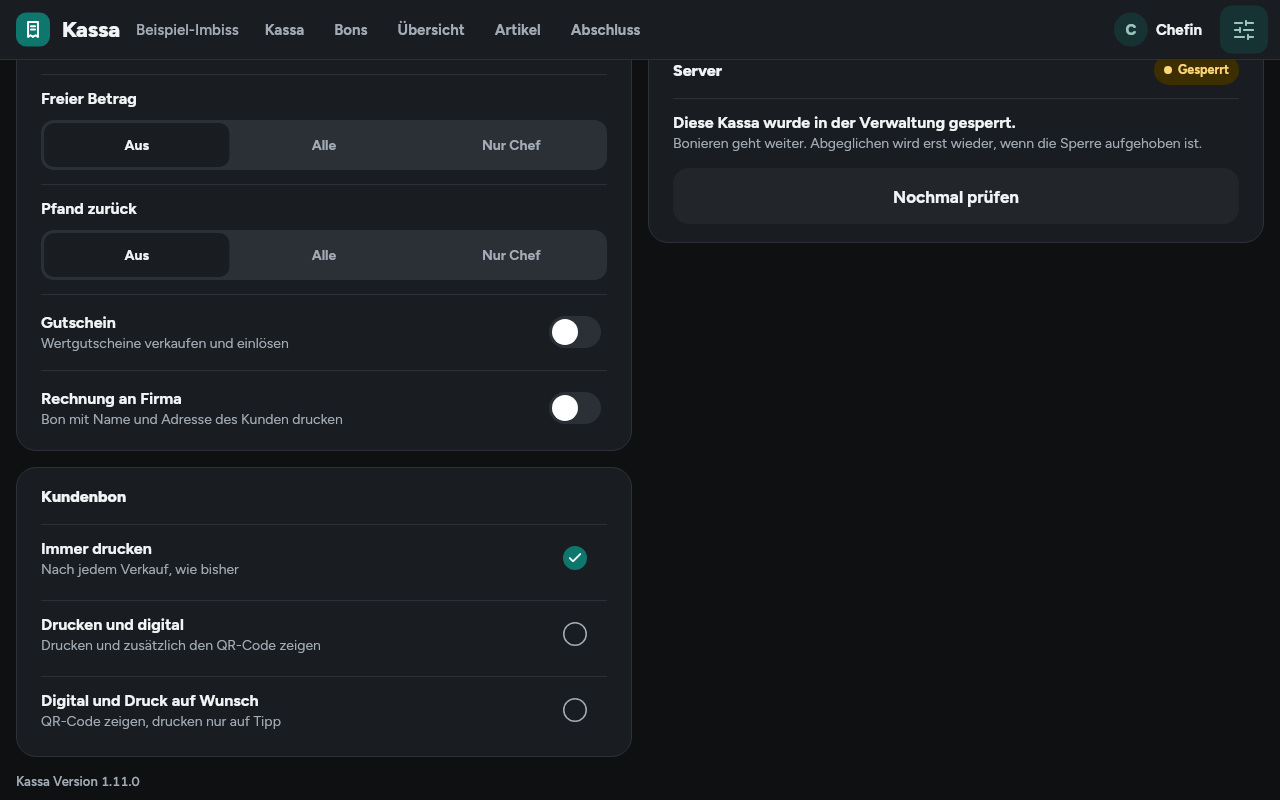 Kassa
Beispiel-Imbiss
Kassa
Bons
Übersicht
Artikel
Abschluss
C
Chefin
Freier Betrag
Aus
Alle
Nur Chef
Pfand zurück
Aus
Alle
Nur Chef
Gutschein
Wertgutscheine verkaufen und einlösen
Rechnung an Firma
Bon mit Name und Adresse des Kunden drucken
Kundenbon
Immer drucken
Nach jedem Verkauf, wie bisher
Drucken und digital
Drucken und zusätzlich den QR-Code zeigen
Digital und Druck auf Wunsch
QR-Code zeigen, drucken nur auf Tipp
Kassa Version 1.11.0
Server
Gesperrt
Diese Kassa wurde in der Verwaltung gesperrt.
Bonieren geht weiter. Abgeglichen wird erst wieder, wenn die Sperre aufgehoben ist.
Nochmal prüfen